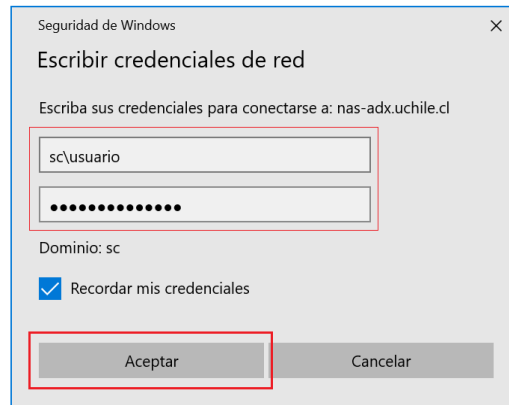 Seguridad de Windows
Escribir credenciales de red
Escriba sus credenciales para conectarse a: nas-adx.uchile.cl
sc\usuario
●●●●●●●●●●●●●●
Dominio: sc
Recordar mis credenciales
Aceptar
Cancelar